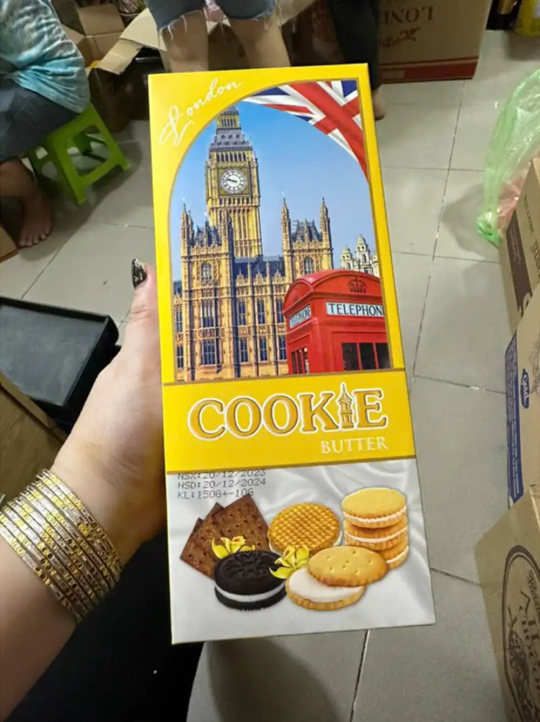 London
TELEPHONE
COOKIE
BUTTER
NSX:20/12/2023
HSD:20/12/2024
KL:150G+-10G